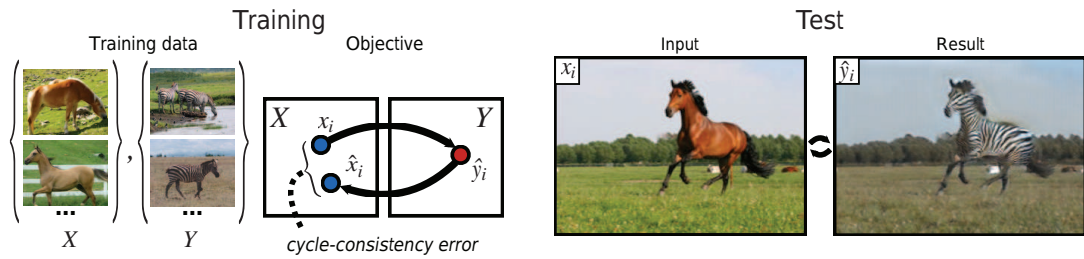 Training
Test
Training data
Objective
Input
Result
X
x_i
x̂_i
Y
ŷ_i
x_i
ŷ_i
,
...
...
X
Y
cycle-consistency error